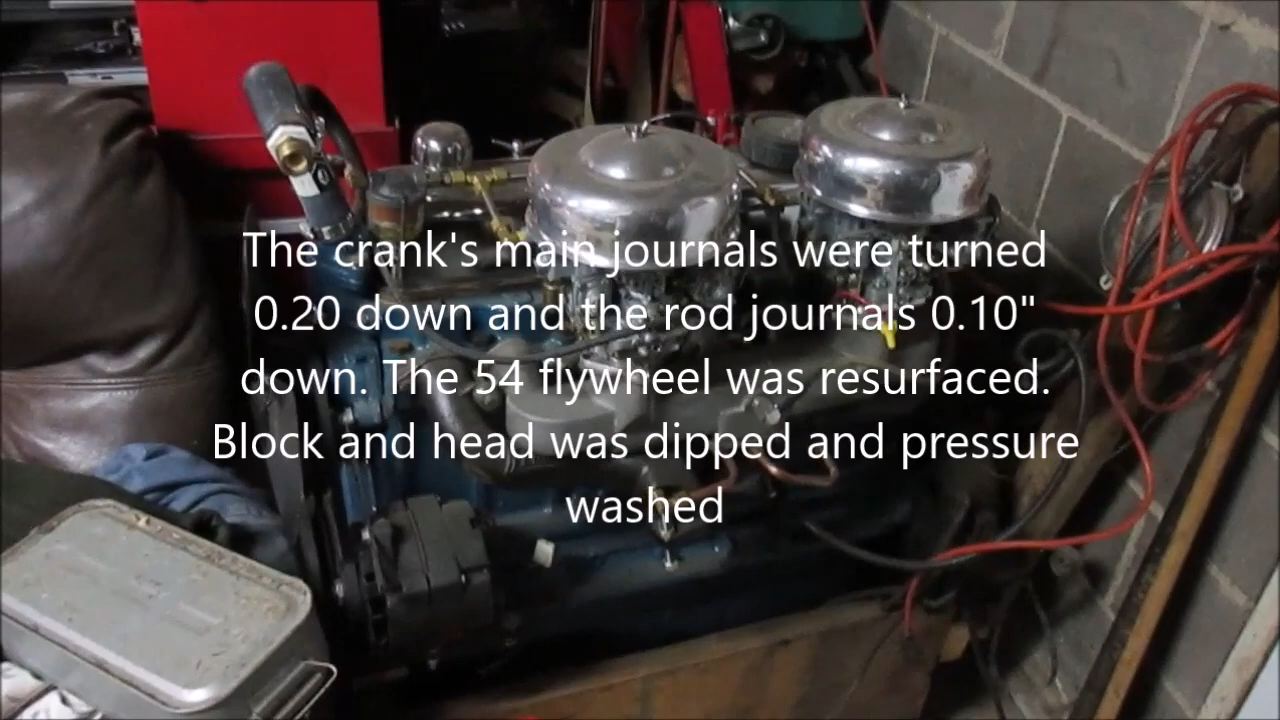 The crank's main journals were turned
0.20 down and the rod journals 0.10"
down. The 54 flywheel was resurfaced.
Block and head was dipped and pressure
washed